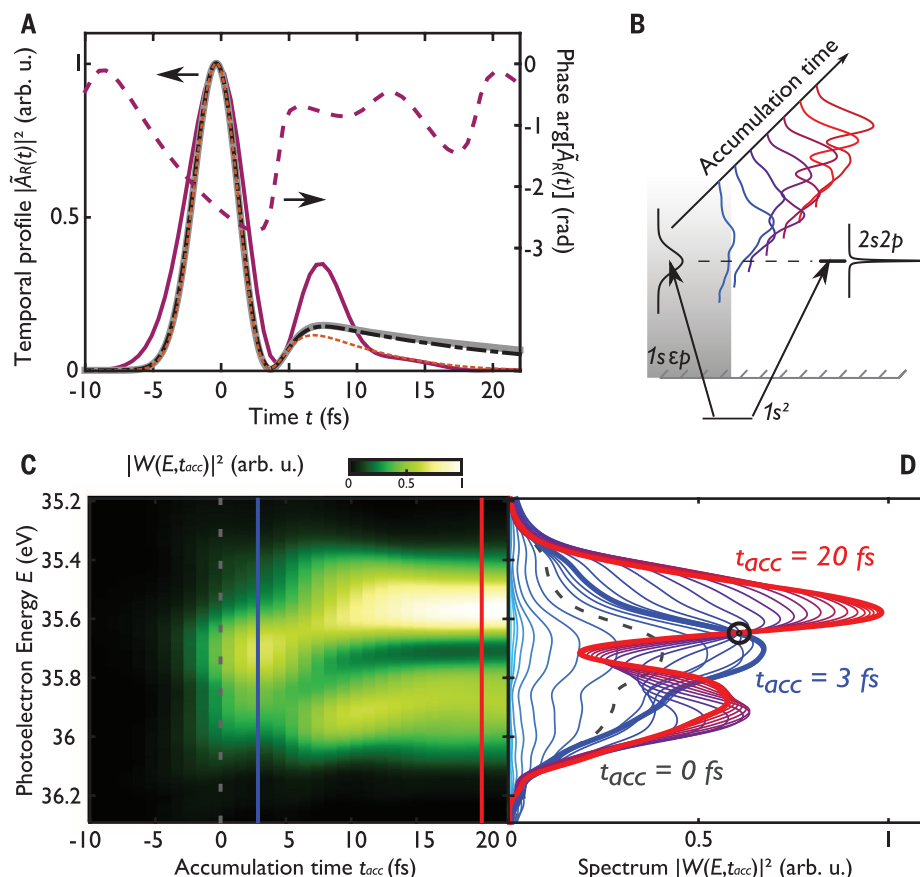 A
Temporal profile |Ã_R(t)|² (arb. u.)
1
0.5
0
-10
-5
0
5
10
15
20
Time t (fs)
0
-1
-2
-3
Phase arg[Ã_R(t)] (rad)
B
Accumulation time
2s2p
1s εp
1s²
C
|W(E,t_acc)|² (arb. u.)
0
0.5
1
Photoelectron Energy E (eV)
35.2
35.4
35.6
35.8
36
36.2
-10
-5
0
5
10
15
20
Accumulation time t_acc (fs)
D
t_acc = 20 fs
t_acc = 3 fs
t_acc = 0 fs
0
0.5
1
Spectrum |W(E,t_acc)|² (arb. u.)